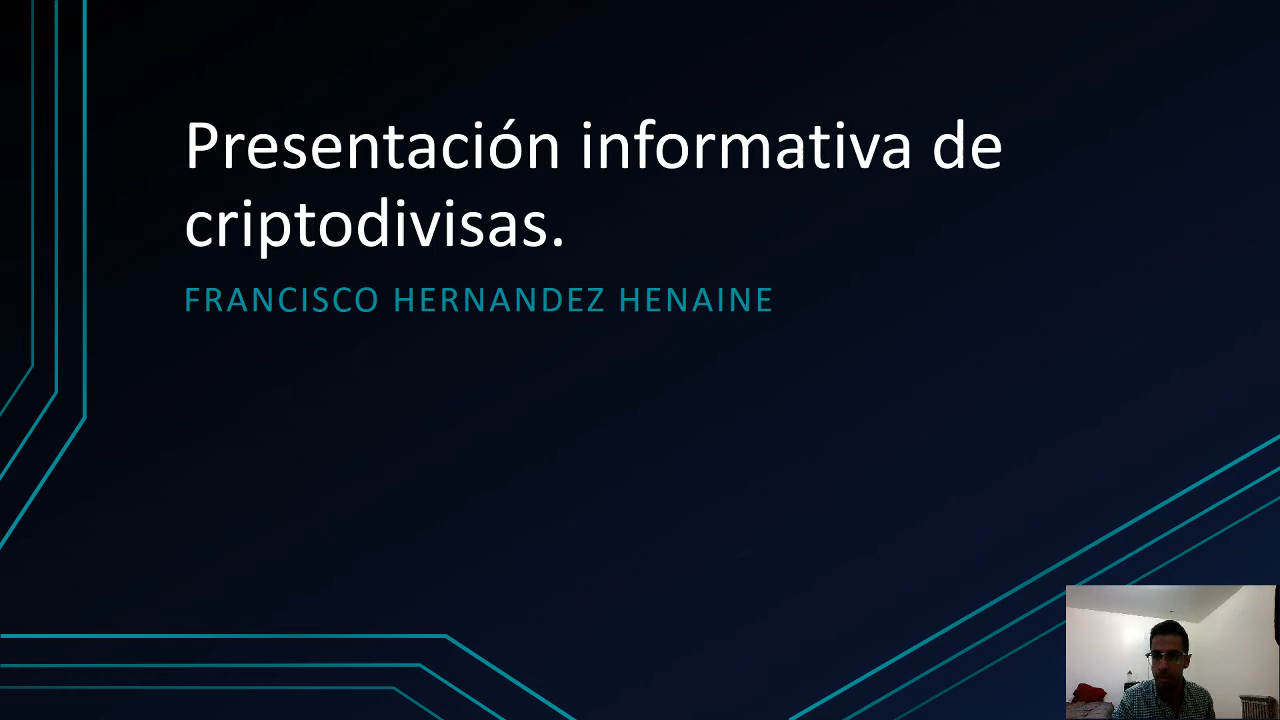 Presentación informativa de
criptodivisas.
FRANCISCO HERNANDEZ HENAINE